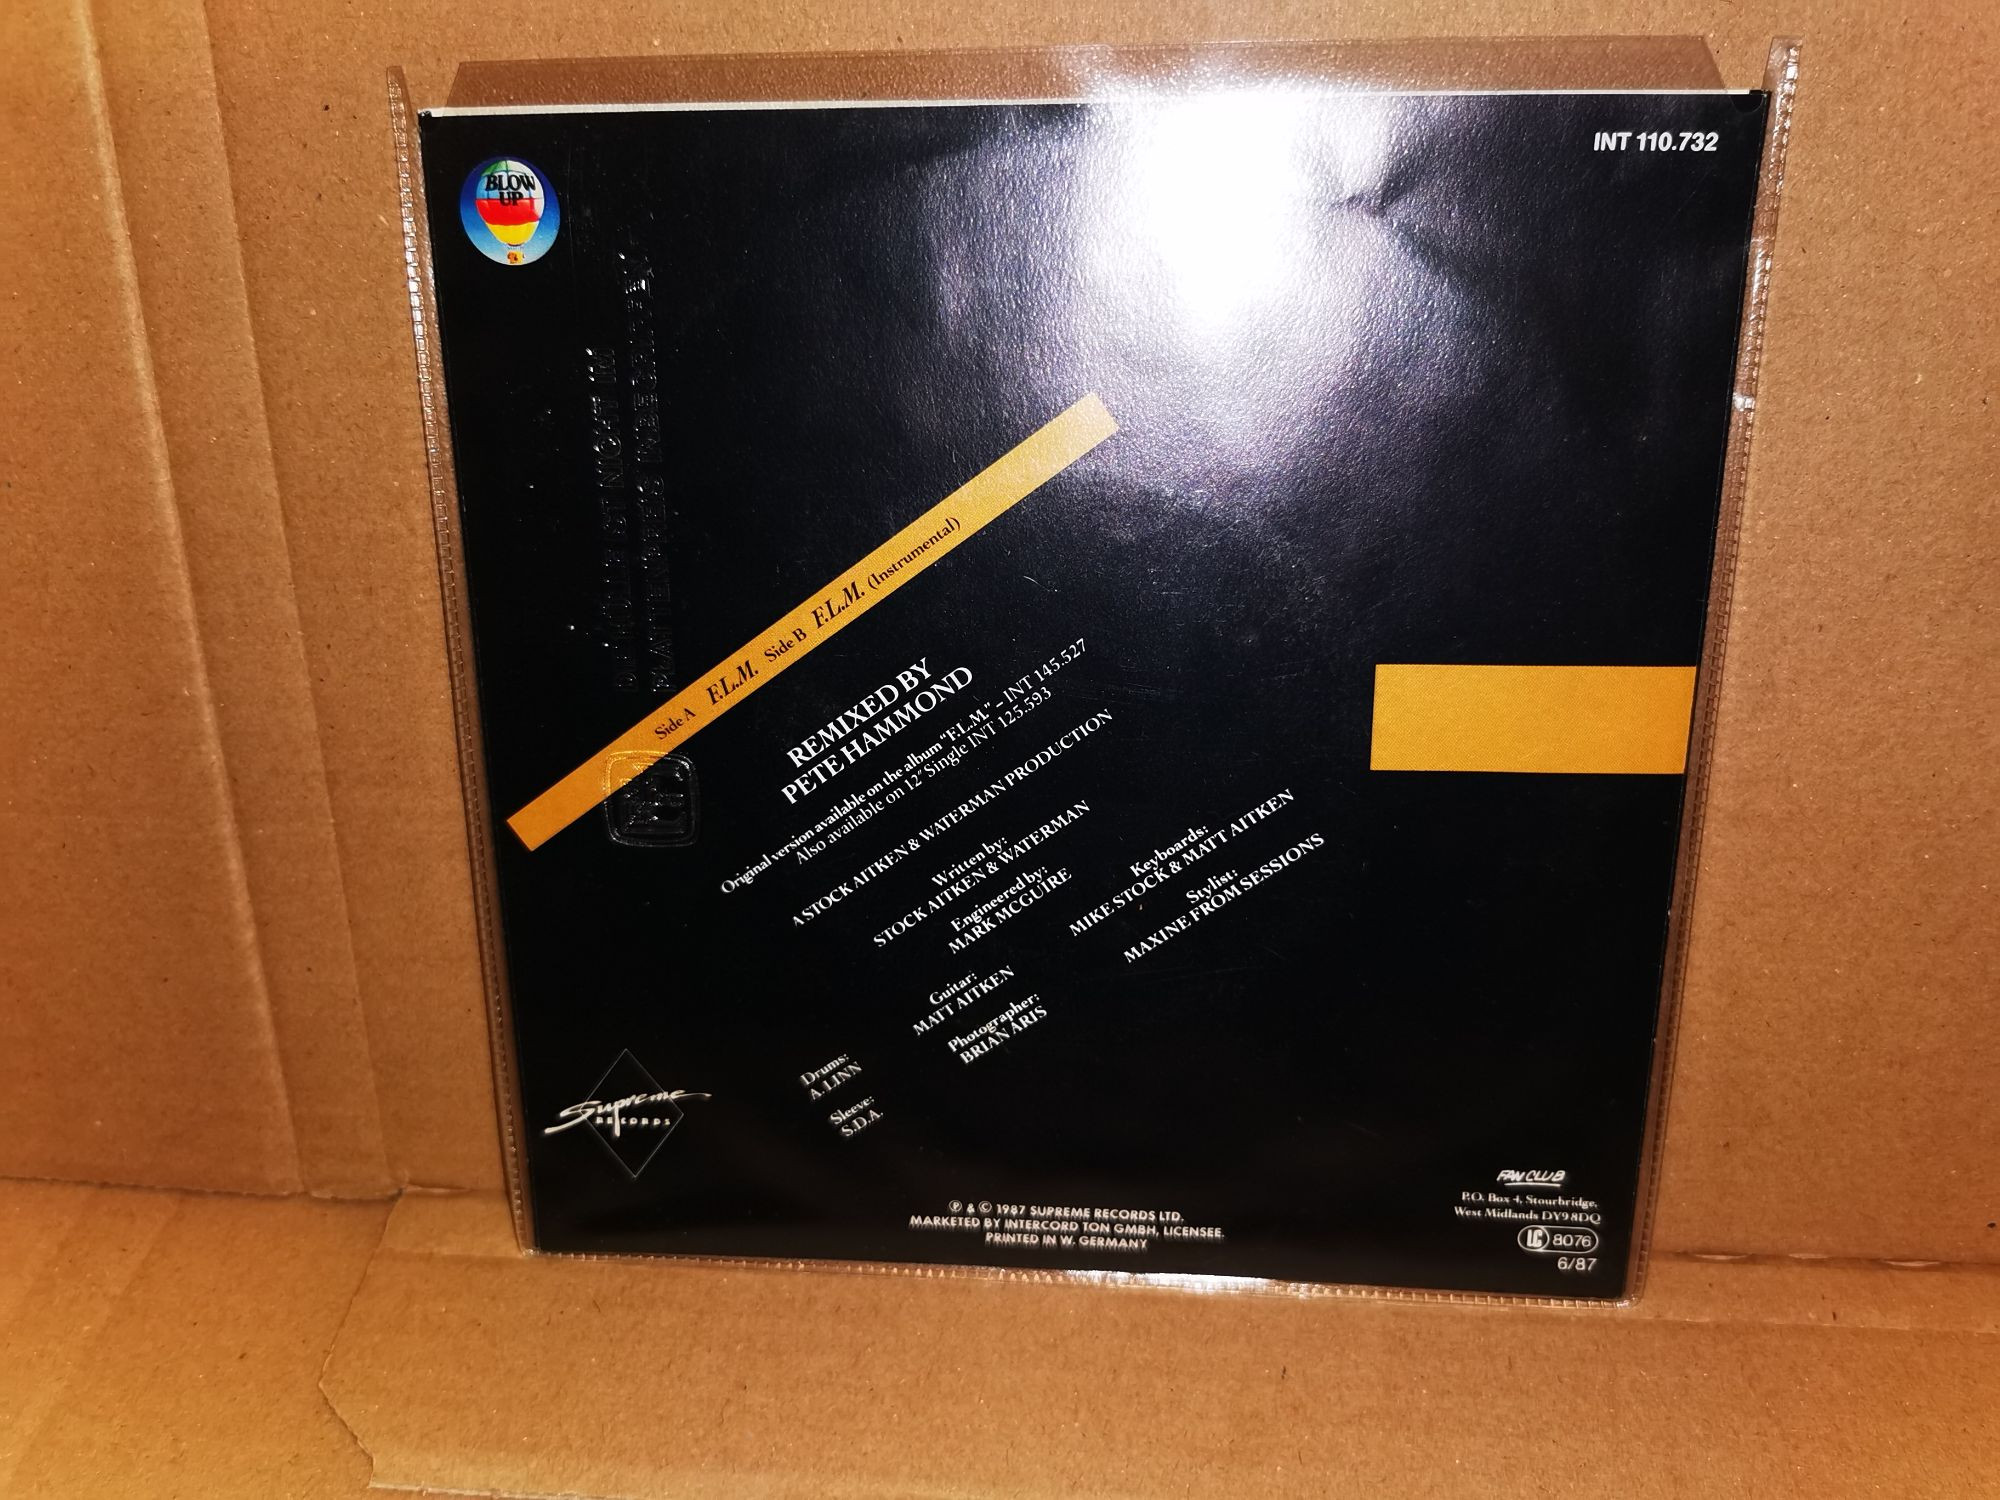 INT 110.732
BLOW
UP
Side A F.L.M. Side B F.L.M. (Instrumental)
REMIXED BY
PETE HAMMOND
Original version available on the album "F.L.M." – INT 145.527
Also available on 12" Single INT 125.593
A STOCK AITKEN & WATERMAN PRODUCTION
Written by:
STOCK AITKEN & WATERMAN
Engineered by:
MARK MCGUIRE
Keyboards:
MIKE STOCK & MATT AITKEN
Stylist:
MAXINE FROM SESSIONS
Guitar:
MATT AITKEN
Photographer:
BRIAN ARIS
Drums:
A. LINN
Sleeve:
S.D.A.
Supreme
RECORDS
℗ & © 1987 SUPREME RECORDS LTD.
MARKETED BY INTERCORD TON GMBH, LICENSEE.
PRINTED IN W. GERMANY
FAN CLUB
P.O. Box 4, Stourbridge,
West Midlands DY9 8DQ
LC 8076
6/87